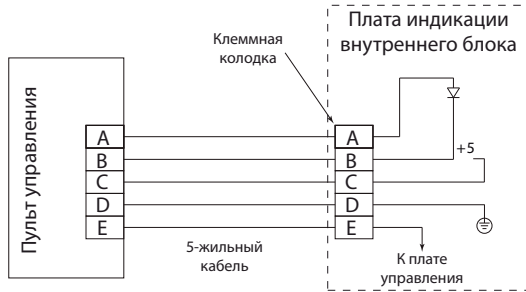 Плата индикации
внутреннего блока
Клеммная
колодка
Пульт управления
A
B
C
D
E
A
B
C
D
E
+5
5-жильный
кабель
К плате
управления